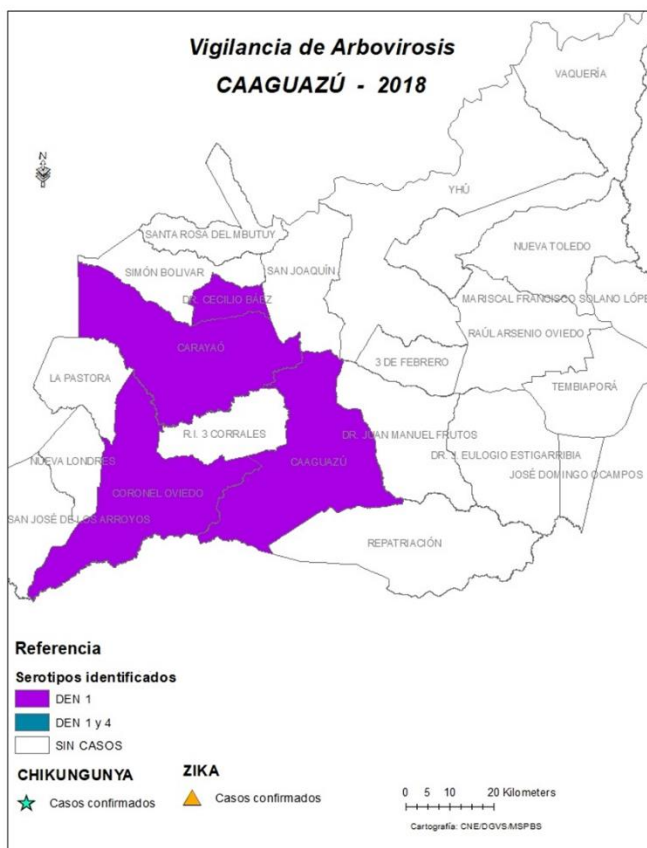 Vigilancia de Arbovirosis
CAAGUAZÚ - 2018
VAQUERÍA
N
YHÚ
SANTA ROSA DEL MBUTUY
NUEVA TOLEDO
SIMÓN BOLIVAR
SAN JOAQUÍN
DR. CECILIO BÁEZ
MARISCAL FRANCISCO SOLANO LÓPE
CARAYAÓ
RAÚL ARSENIO OVIEDO
3 DE FEBRERO
LA PASTORA
TEMBIAPORÁ
R.I. 3 CORRALES
DR. JUAN MANUEL FRUTOS
NUEVA LONDRES
CAAGUAZÚ
DR. J. EULOGIO ESTIGARRIBIA
JOSÉ DOMINGO OCAMPOS
CORONEL OVIEDO
SAN JOSÉ DE LOS ARROYOS
REPATRIACIÓN
Referencia
Serotipos identificados
DEN 1
DEN 1 y 4
SIN CASOS
CHIKUNGUNYA
ZIKA
Casos confirmados
Casos confirmados
0 5 10 20 Kilometers
Cartografía: CNE/DGVS/MSPBS